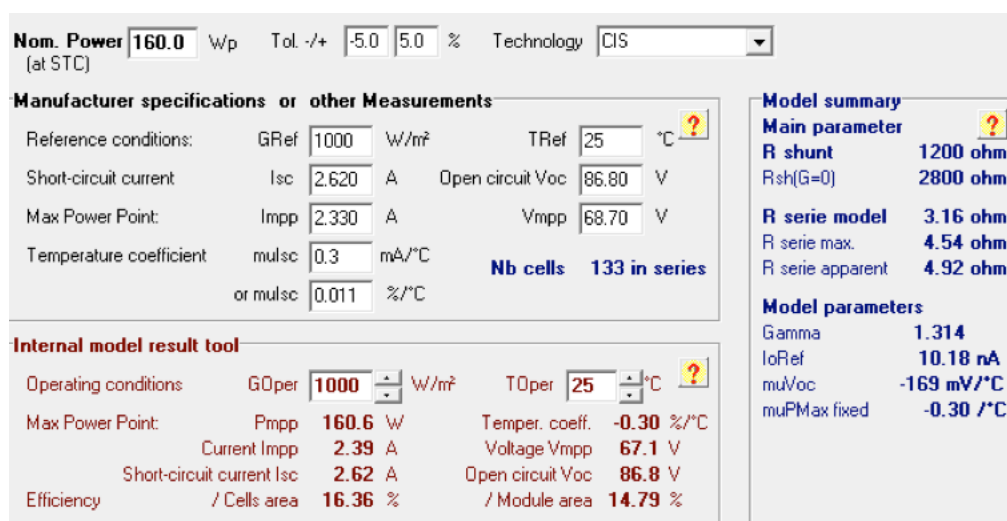 Nom. Power 160.0 Wp Tol. -/+ -5.0 5.0 % Technology CIS
(at STC)
Manufacturer specifications or other Measurements
Reference conditions: GRef 1000 W/m² TRef 25 °C ?
Short-circuit current Isc 2.620 A Open circuit Voc 86.80 V
Max Power Point: Impp 2.330 A Vmpp 68.70 V
Temperature coefficient muIsc 0.3 mA/°C
Nb cells 133 in series
or muIsc 0.011 %/°C
Internal model result tool
Operating conditions GOper 1000 W/m² TOper 25 °C ?
Max Power Point: Pmpp 160.6 W Temper. coeff. -0.30 %/°C
Current Impp 2.39 A Voltage Vmpp 67.1 V
Short-circuit current Isc 2.62 A Open circuit Voc 86.8 V
Efficiency / Cells area 16.36 % / Module area 14.79 %
Model summary
Main parameter ?
R shunt 1200 ohm
Rsh(G=0) 2800 ohm
R serie model 3.16 ohm
R serie max. 4.54 ohm
R serie apparent 4.92 ohm
Model parameters
Gamma 1.314
IoRef 10.18 nA
muVoc -169 mV/°C
muPMax fixed -0.30 /°C